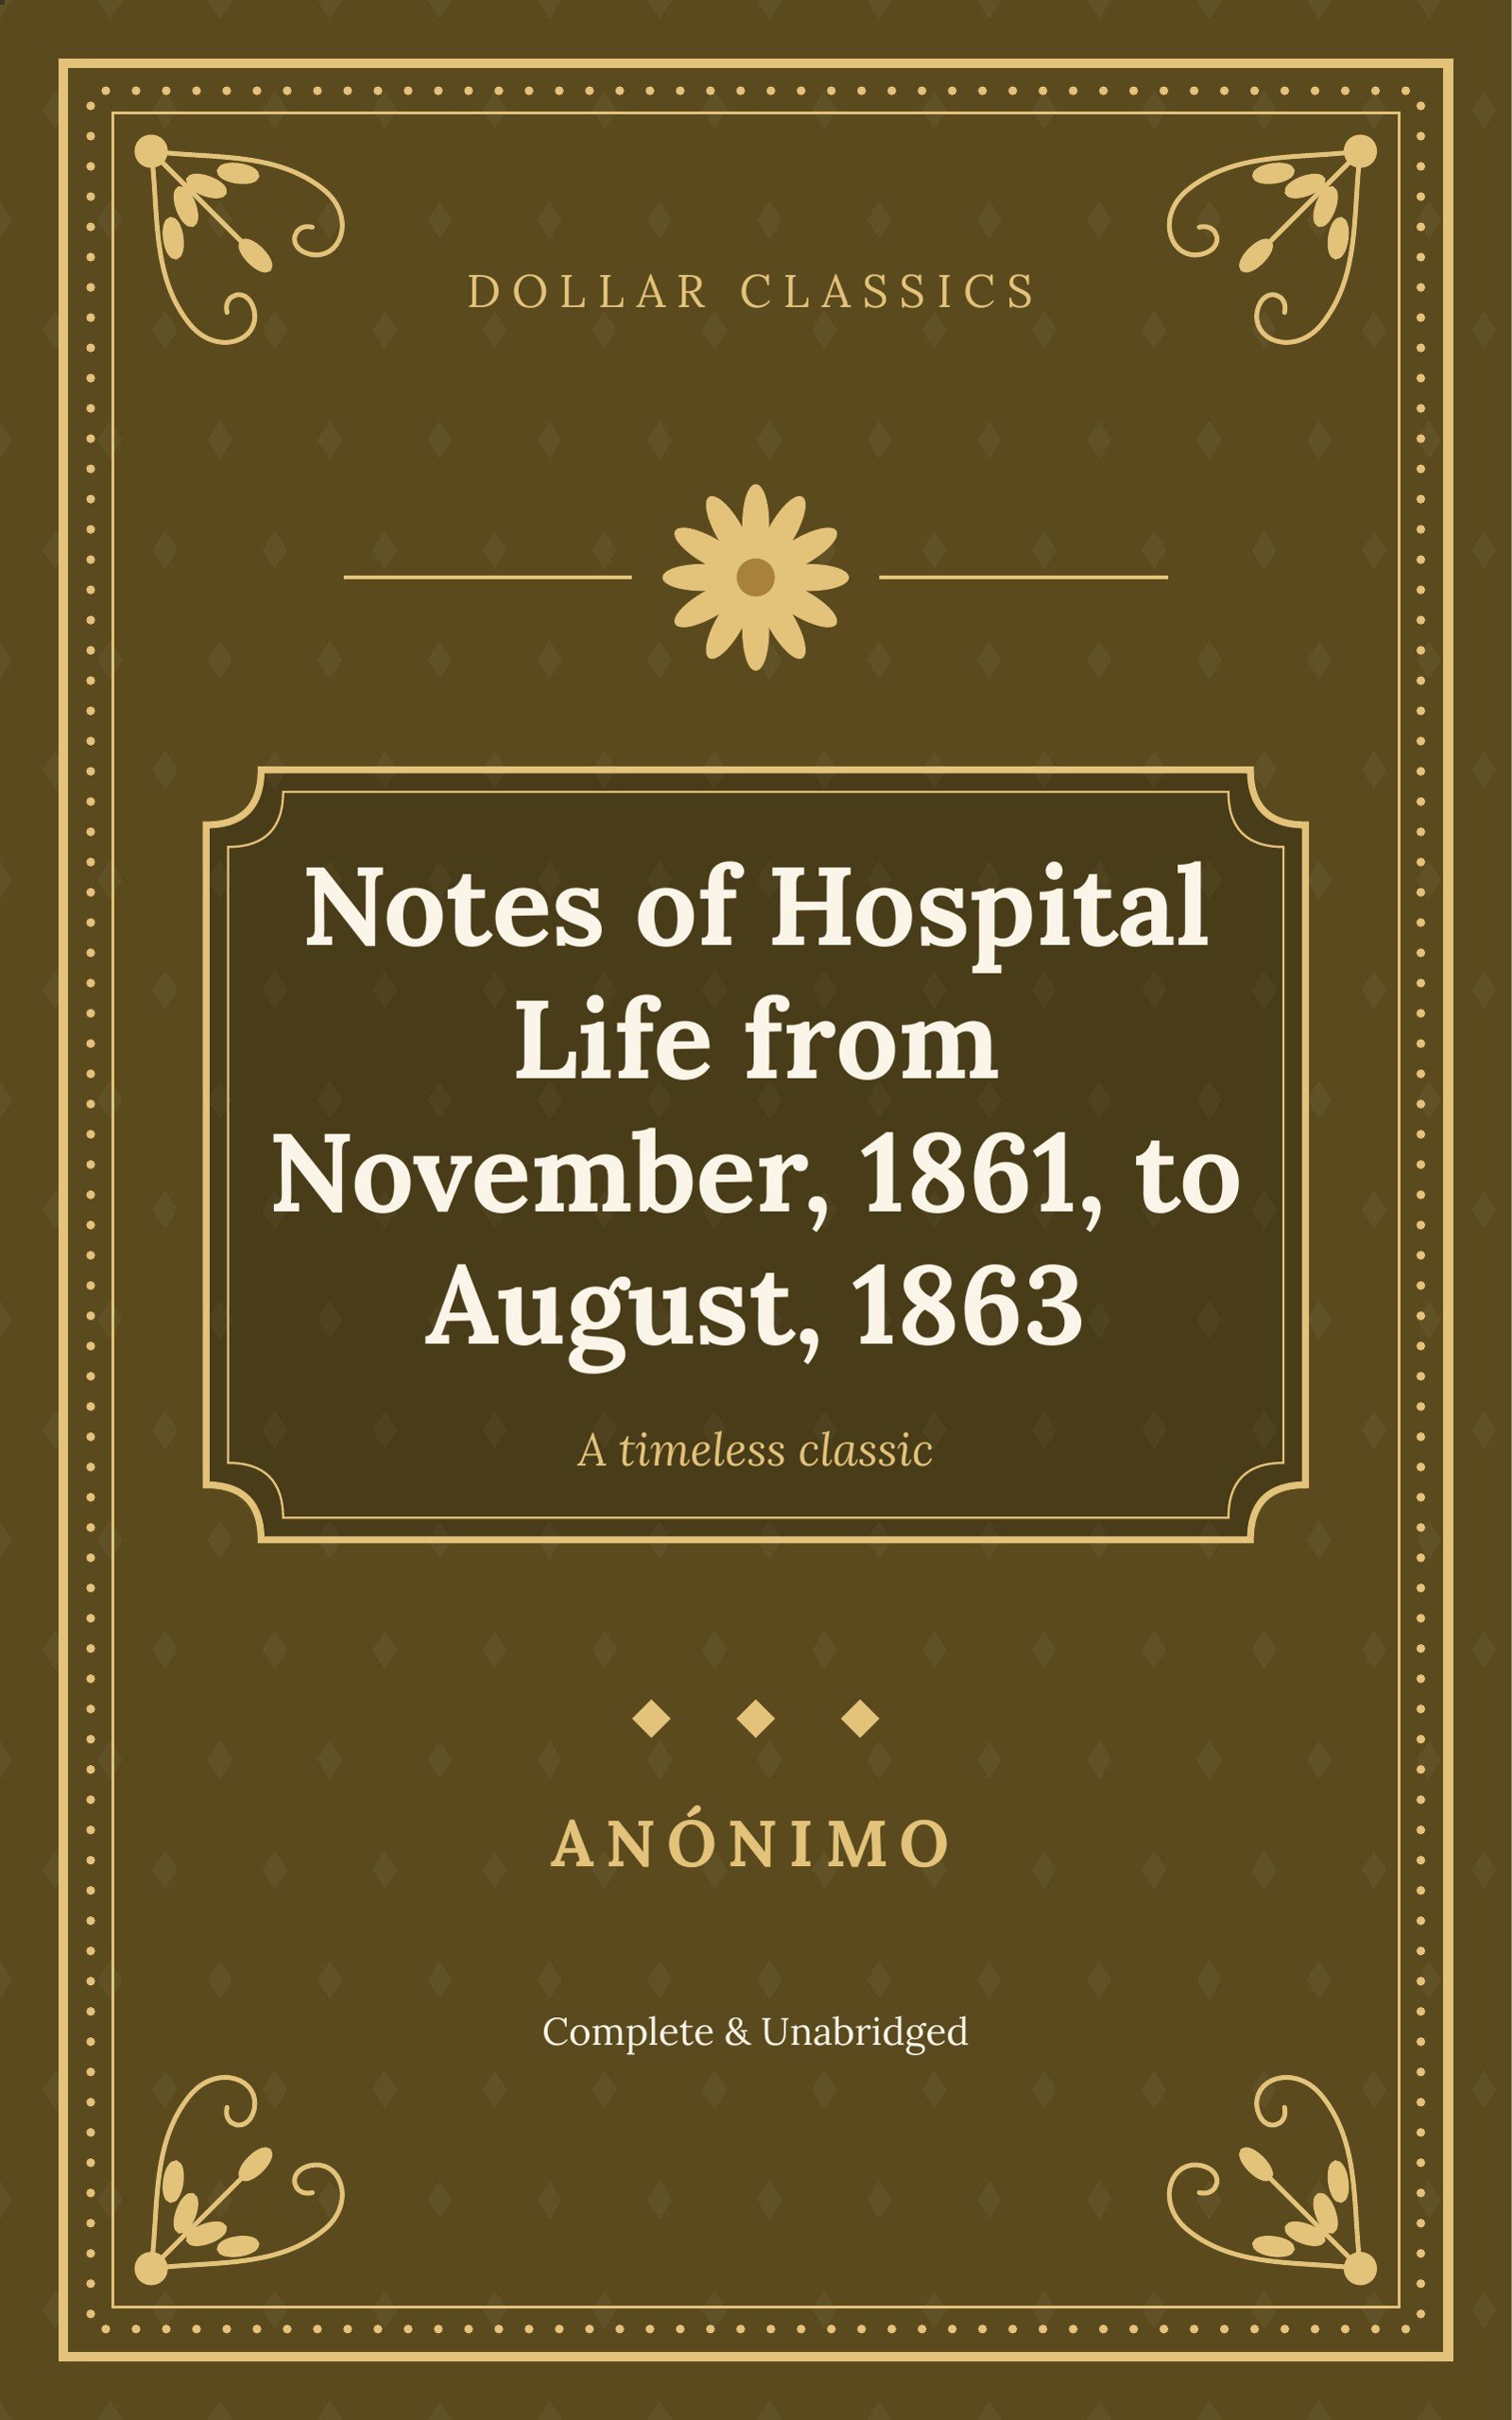 DOLLAR CLASSICS
Notes of Hospital
Life from
November, 1861, to
August, 1863
A timeless classic
ANÓNIMO
Complete & Unabridged